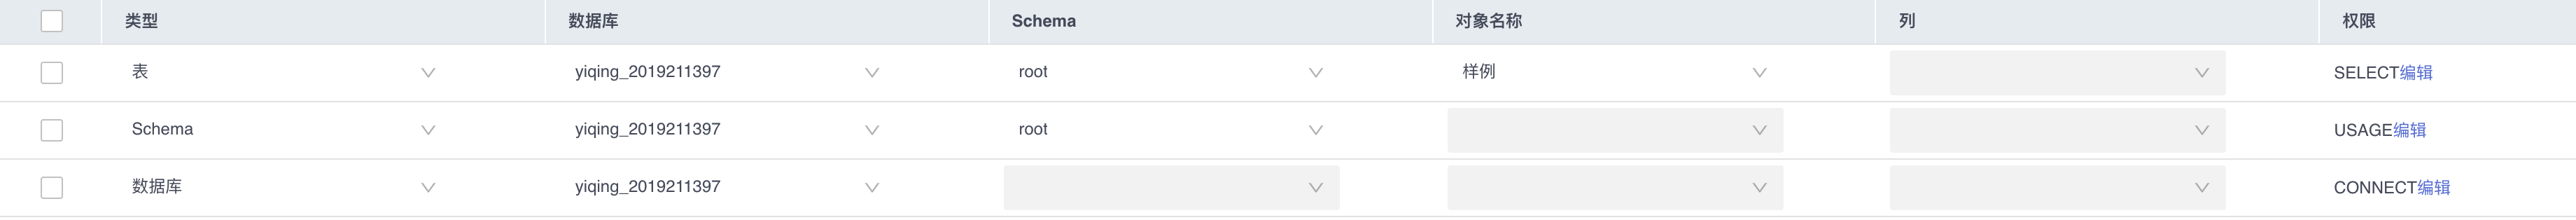 类型 数据库 Schema 对象名称 列 权限
表 yiqing_2019211397 root 样例 SELECT编辑
Schema yiqing_2019211397 root USAGE编辑
数据库 yiqing_2019211397 CONNECT编辑